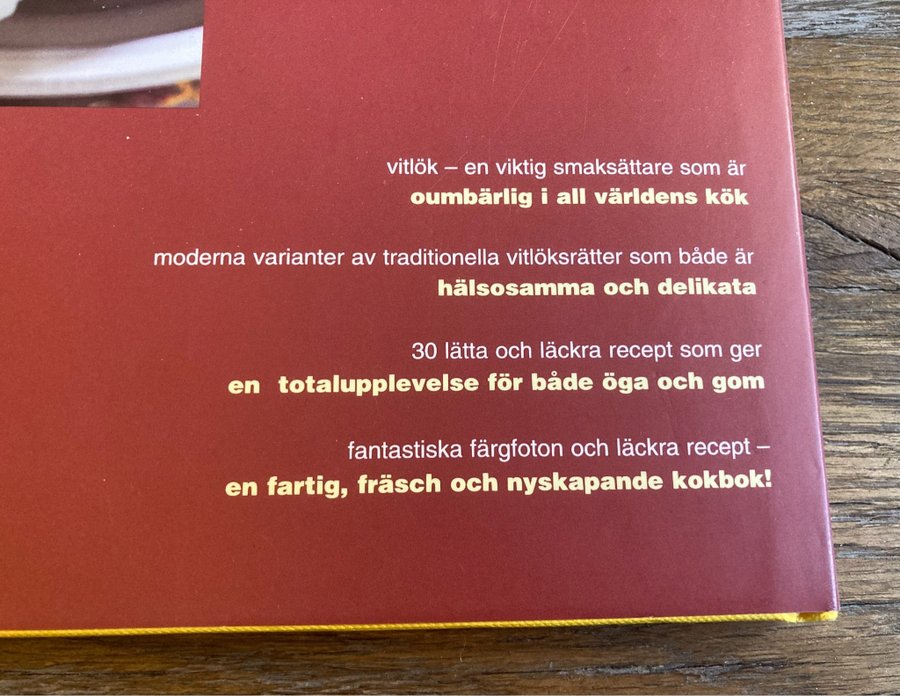 vitlök – en viktig smaksättare som är
oumbärlig i all världens kök
moderna varianter av traditionella vitlöksrätter som både är
hälsosamma och delikata
30 lätta och läckra recept som ger
en totalupplevelse för både öga och gom
fantastiska färgfoton och läckra recept –
en fartig, fräsch och nyskapande kokbok!